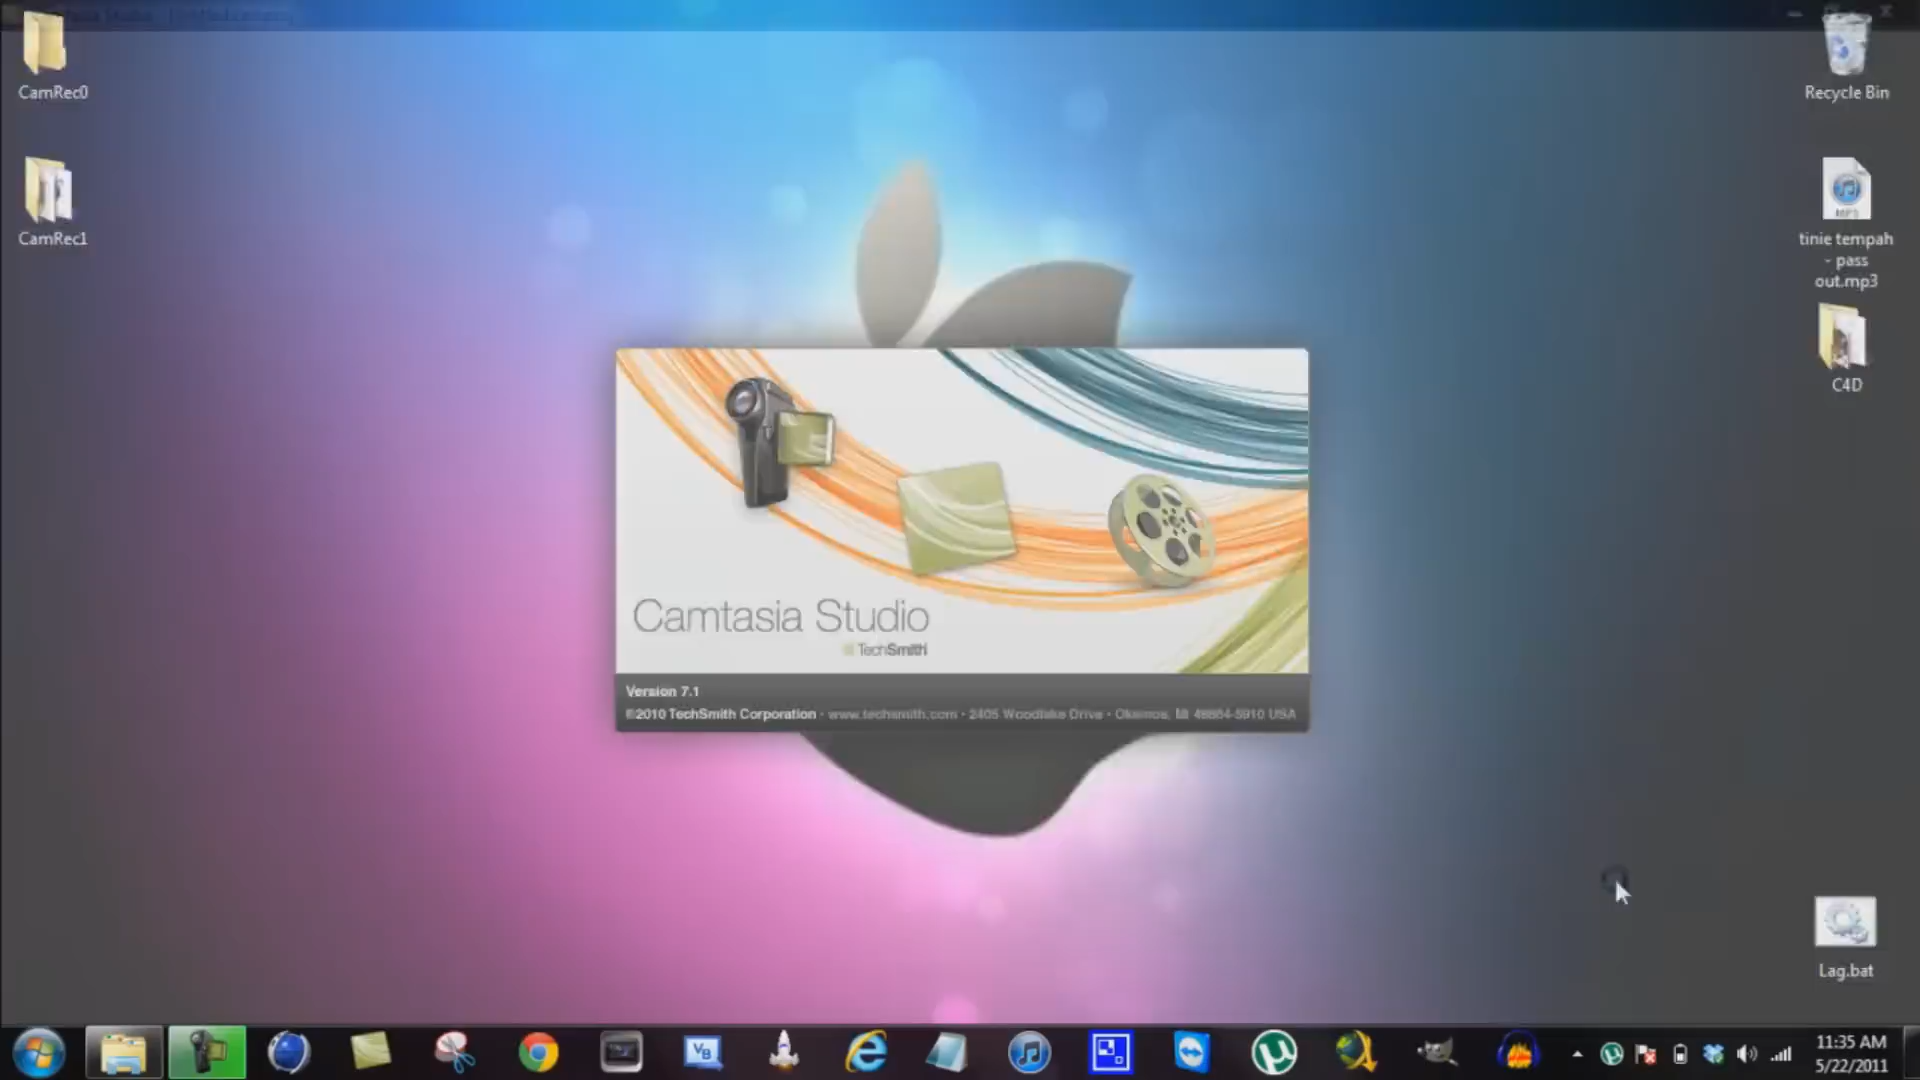 CamRec0
Recycle Bin
CamRec1
tinie tempah
- pass
out.mp3
MP3
C4D
Camtasia Studio
TechSmith
Version 7.1
©2010 TechSmith Corporation · www.techsmith.com · 2405 Woodlake Drive · Okemos, MI 48864-5910 USA
Lag.bat
VB
11:35 AM
5/22/2011